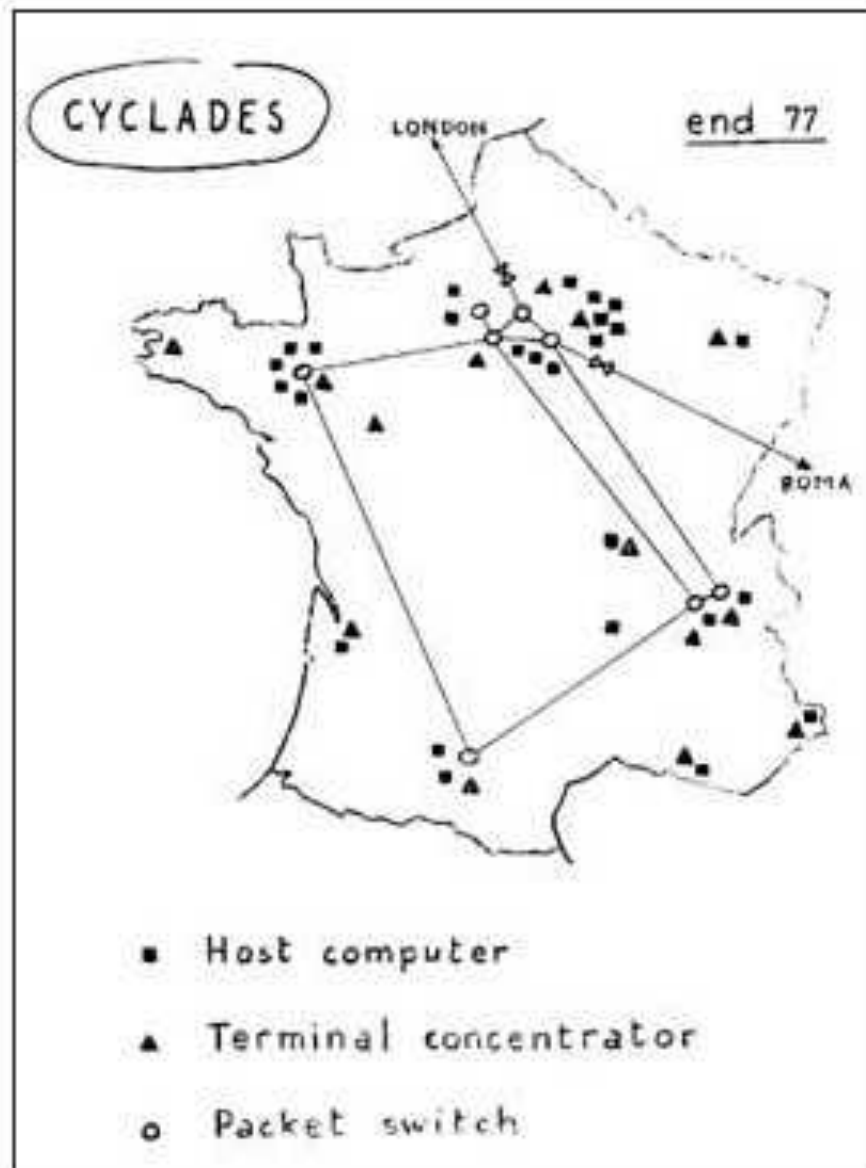 CYCLADES
end 77
LONDON
ROMA
Host computer
Terminal concentrator
Packet switch